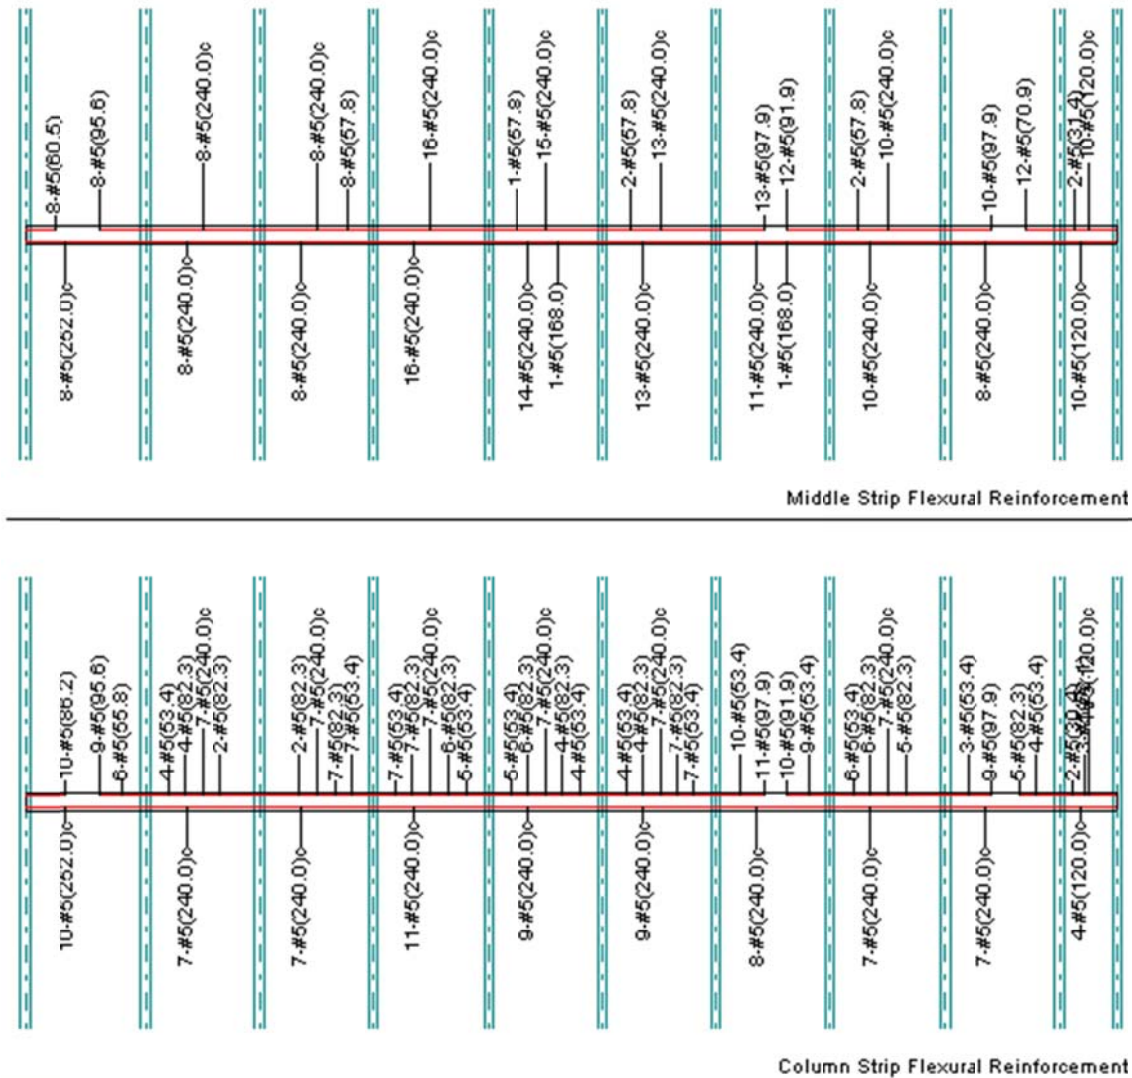 8-#5(60.5)
8-#5(95.6)
8-#5(240.0)c
8-#5(240.0)c
8-#5(57.8)
16-#5(240.0)c
1-#5(57.8)
15-#5(240.0)c
2-#5(57.8)
13-#5(240.0)c
13-#5(97.9)
12-#5(91.9)
2-#5(57.8)
10-#5(240.0)c
10-#5(97.9)
12-#5(70.9)
2-#5(31.4)
10-#5(120.0)c
8-#5(252.0)c
8-#5(240.0)c
8-#5(240.0)c
16-#5(240.0)c
14-#5(240.0)c
1-#5(168.0)
13-#5(240.0)c
11-#5(240.0)c
1-#5(168.0)
10-#5(240.0)c
8-#5(240.0)c
10-#5(120.0)c
Middle Strip Flexural Reinforcement
10-#5(86.2)
9-#5(95.6)
6-#5(55.8)
4-#5(53.4)
4-#5(82.3)
7-#5(240.0)c
2-#5(82.3)
2-#5(82.3)
7-#5(240.0)c
7-#5(82.3)
7-#5(53.4)
7-#5(53.4)
7-#5(82.3)
7-#5(240.0)c
6-#5(82.3)
5-#5(53.4)
5-#5(53.4)
6-#5(82.3)
7-#5(240.0)c
4-#5(82.3)
4-#5(53.4)
4-#5(53.4)
4-#5(82.3)
7-#5(240.0)c
7-#5(82.3)
7-#5(53.4)
10-#5(53.4)
11-#5(97.9)
10-#5(91.9)
9-#5(53.4)
6-#5(53.4)
6-#5(82.3)
7-#5(240.0)c
5-#5(82.3)
3-#5(53.4)
9-#5(97.9)
5-#5(82.3)
4-#5(53.4)
10-#5(252.0)c
7-#5(240.0)c
7-#5(240.0)c
11-#5(240.0)c
9-#5(240.0)c
9-#5(240.0)c
8-#5(240.0)c
7-#5(240.0)c
7-#5(240.0)c
4-#5(120.0)c
Column Strip Flexural Reinforcement